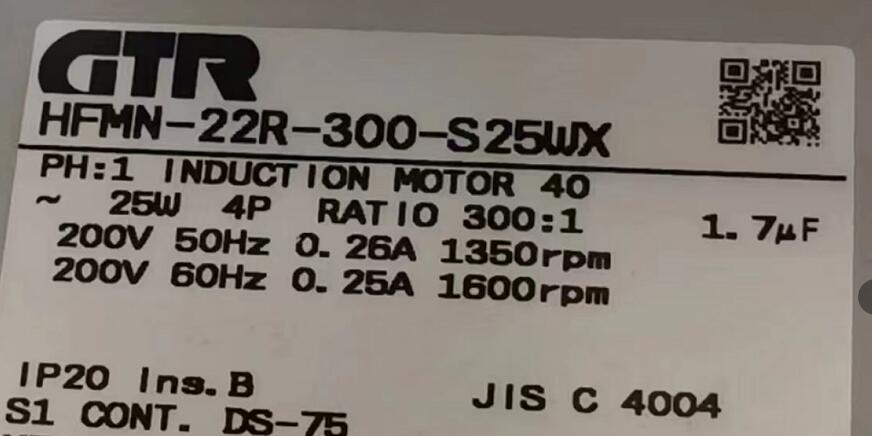 GTR
HFMN-22R-300-S25WX
PH:1 INDUCTION MOTOR 40
~ 25W 4P RATIO 300:1 1.7μF
200V 50Hz 0.26A 1350rpm
200V 60Hz 0.25A 1600rpm
IP20 Ins.B JIS C 4004
S1 CONT. DS-75